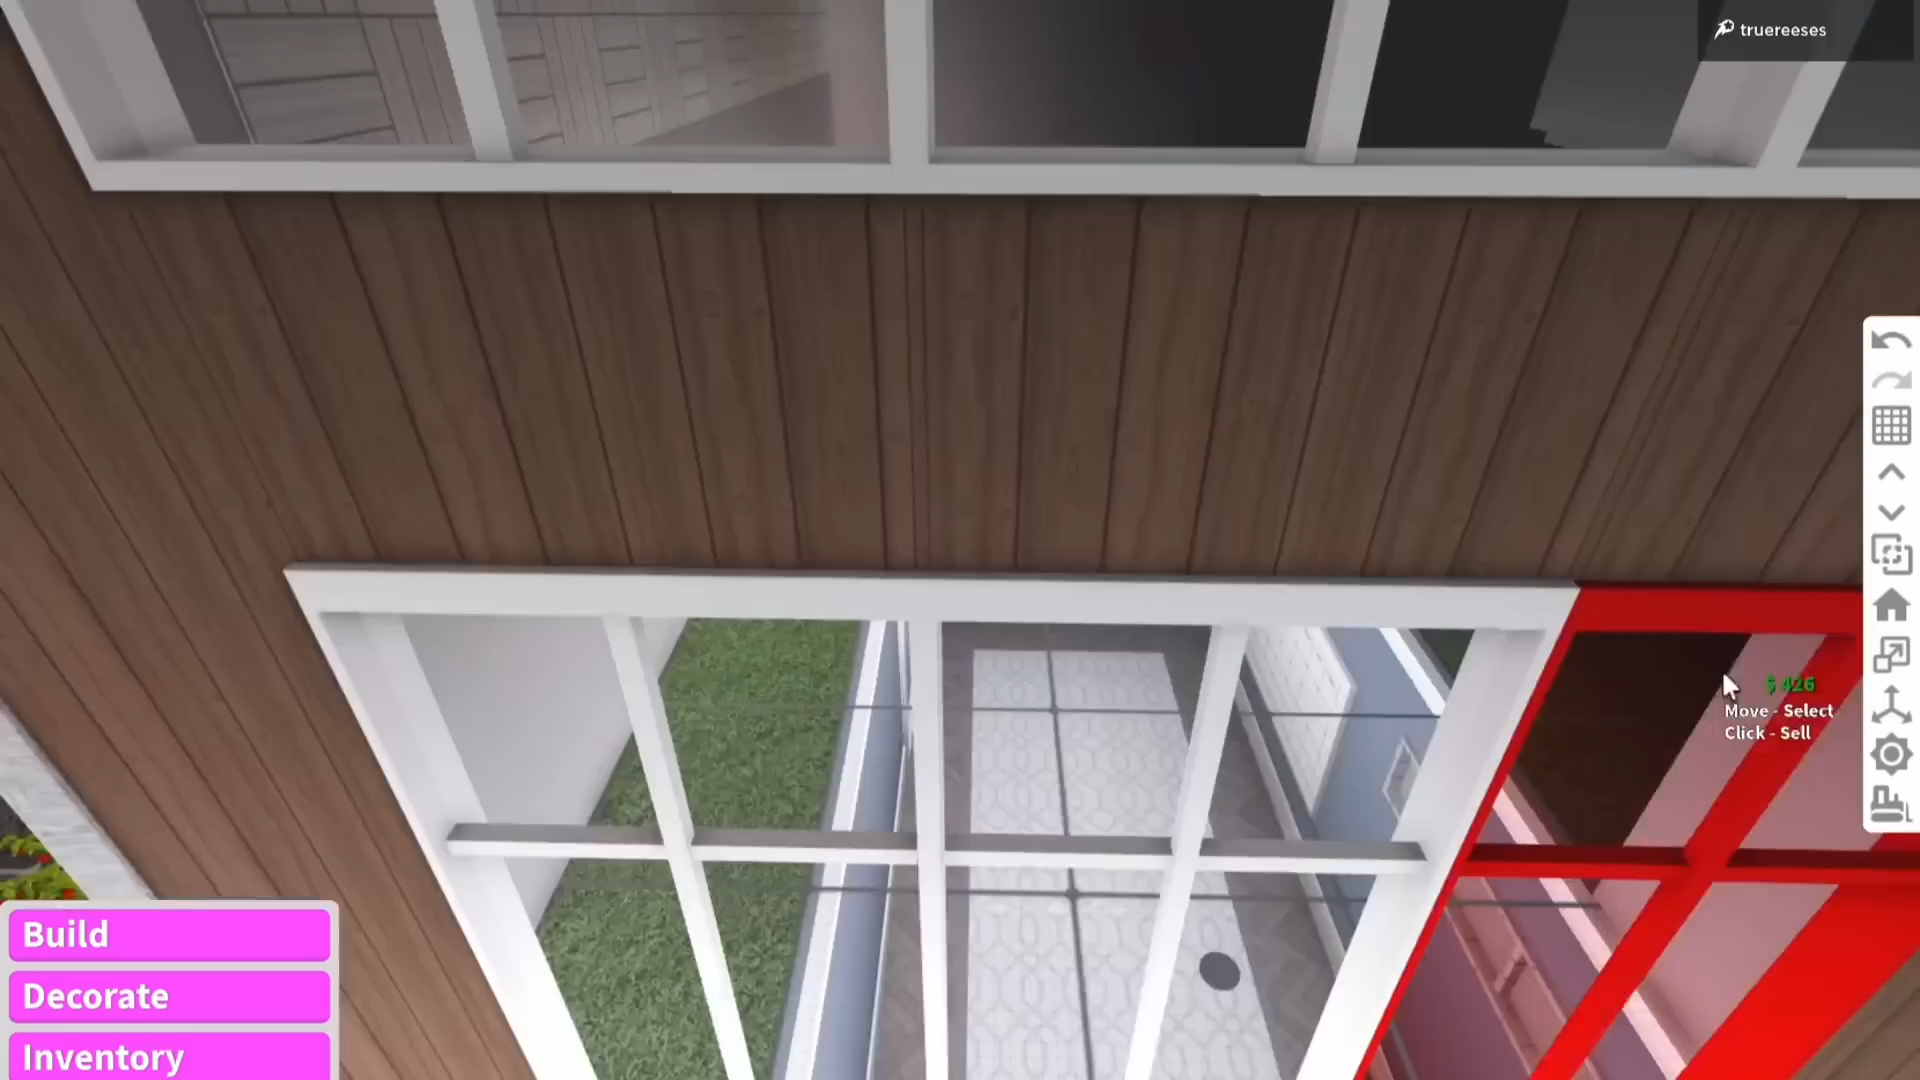 truereeses
$ 426
Move - Select
Click - Sell
Build
Decorate
Inventory